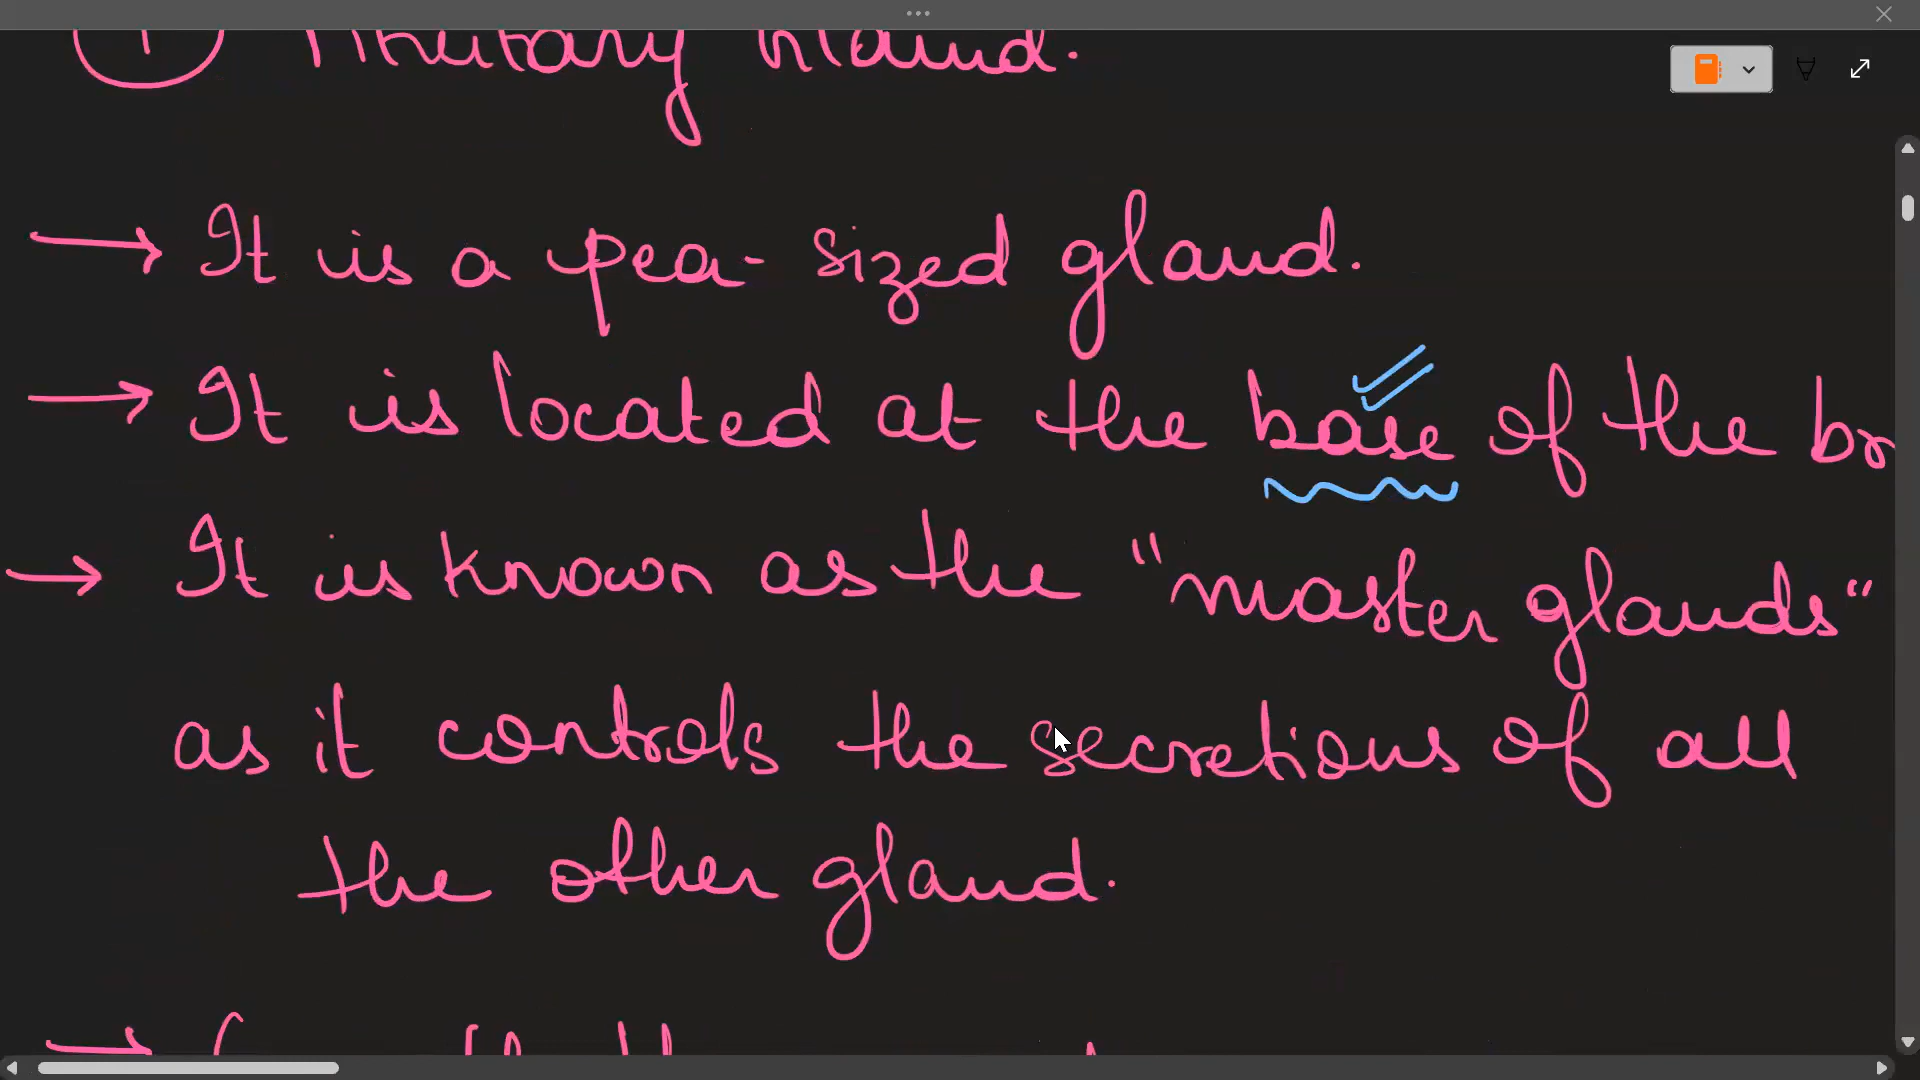 ① Pituitary Gland.
→ It is a pea-sized gland.
→ It is located at the base of the br
→ It is known as the "master glands"
as it controls the secretions of all
the other gland.